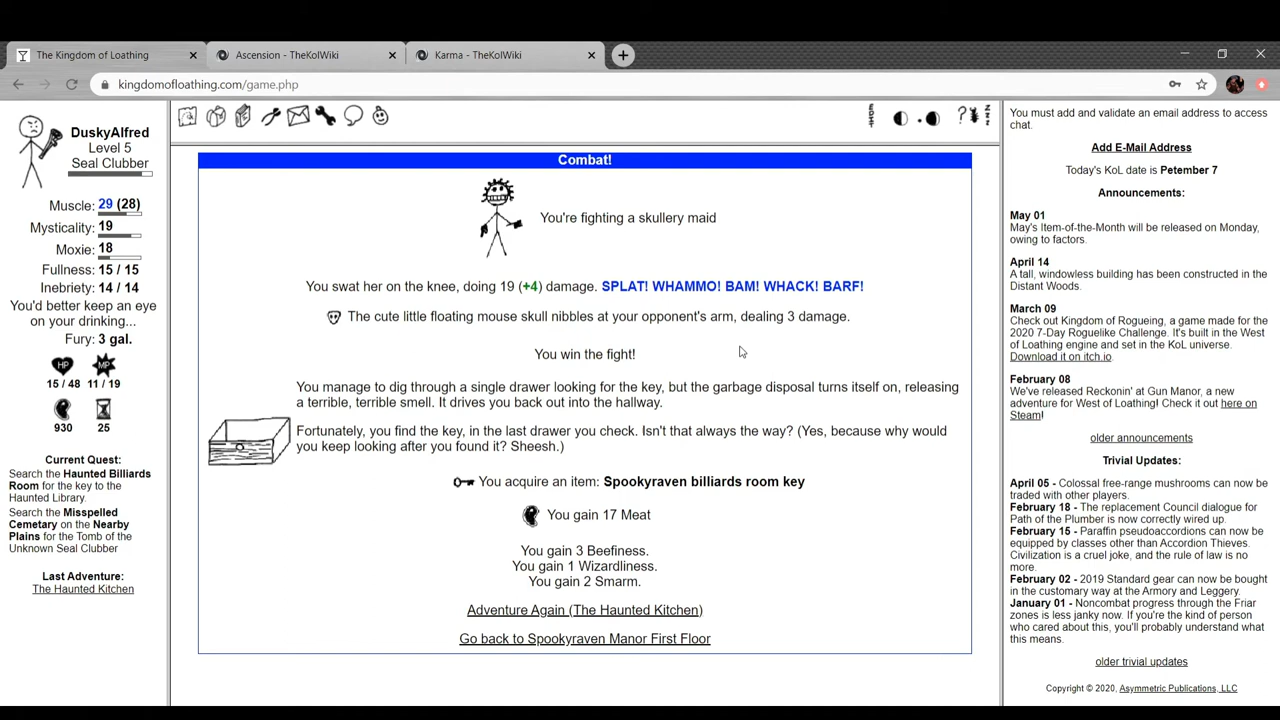 The Kingdom of Loathing
Ascension - TheKolWiki
Karma - TheKolWiki
kingdomofloathing.com/game.php
DuskyAlfred
Level 5
Seal Clubber
Muscle: 29 (28)
Mysticality: 19
Moxie: 18
Fullness: 15 / 15
Inebriety: 14 / 14
You'd better keep an eye
on your drinking...
Fury: 3 gal.
HP
MP
15 / 48 11 / 19
930 25
Current Quest:
Search the Haunted Billiards
Room for the key to the
Haunted Library.
Search the Misspelled
Cemetary on the Nearby
Plains for the Tomb of the
Unknown Seal Clubber
Last Adventure:
The Haunted Kitchen
Combat!
You're fighting a skullery maid
You swat her on the knee, doing 19 (+4) damage. SPLAT! WHAMMO! BAM! WHACK! BARF!
The cute little floating mouse skull nibbles at your opponent's arm, dealing 3 damage.
You win the fight!
You manage to dig through a single drawer looking for the key, but the garbage disposal turns itself on, releasing
a terrible, terrible smell. It drives you back out into the hallway.
Fortunately, you find the key, in the last drawer you check. Isn't that always the way? (Yes, because why would
you keep looking after you found it? Sheesh.)
You acquire an item: Spookyraven billiards room key
You gain 17 Meat
You gain 3 Beefiness.
You gain 1 Wizardliness.
You gain 2 Smarm.
Adventure Again (The Haunted Kitchen)
Go back to Spookyraven Manor First Floor
You must add and validate an email address to access
chat.
Add E-Mail Address
Today's KoL date is Petember 7
Announcements:
May 01
May's Item-of-the-Month will be released on Monday,
owing to factors.
April 14
A tall, windowless building has been constructed in the
Distant Woods.
March 09
Check out Kingdom of Rogueing, a game made for the
2020 7-Day Roguelike Challenge. It's built in the West
of Loathing engine and set in the KoL universe.
Download it on itch.io.
February 08
We've released Reckonin' at Gun Manor, a new
adventure for West of Loathing! Check it out here on
Steam!
older announcements
Trivial Updates:
April 05 - Colossal free-range mushrooms can now be
traded with other players.
February 18 - The replacement Council dialogue for
Path of the Plumber is now correctly wired up.
February 15 - Paraffin pseudoaccordions can now be
equipped by classes other than Accordion Thieves.
Civilization is a cruel joke, and the rule of law is no
more.
February 02 - 2019 Standard gear can now be bought
in the customary way at the Armory and Leggery.
January 01 - Noncombat progress through the Friar
zones is less janky now. If you're the kind of person
who cared about this, you'll probably understand what
this means.
older trivial updates
Copyright © 2020, Asymmetric Publications, LLC